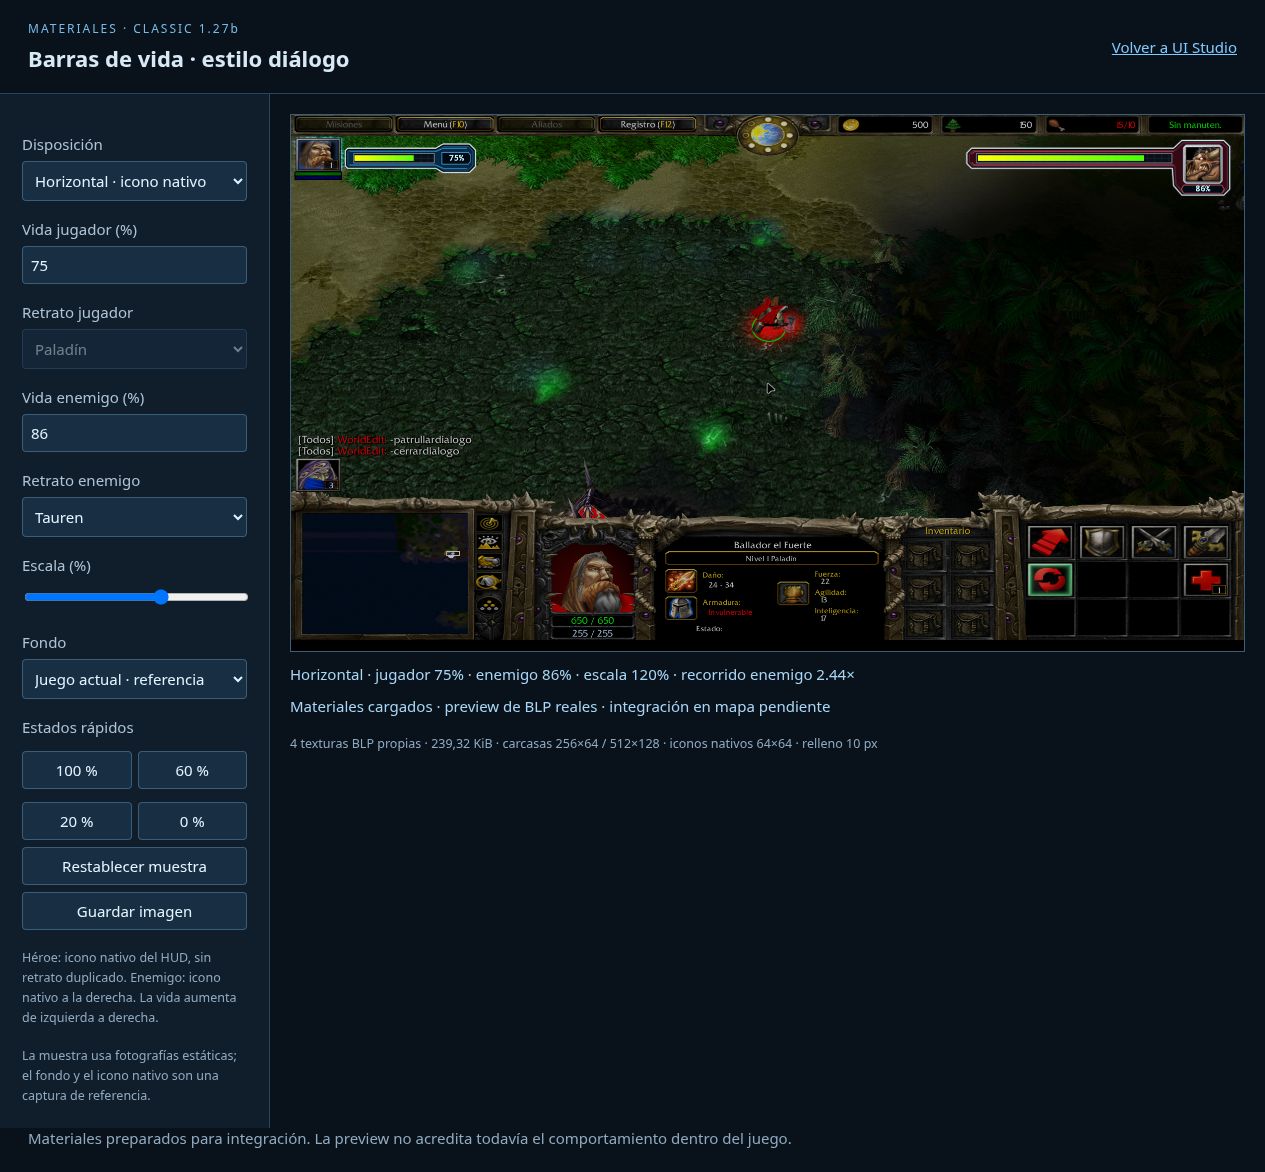 MATERIALES · CLASSIC 1.27b
Barras de vida · estilo diálogo
Volver a UI Studio
Disposición
Horizontal · icono nativo
Vida jugador (%)
75
Retrato jugador
Paladín
Vida enemigo (%)
86
Retrato enemigo
Tauren
Escala (%)
Fondo
Juego actual · referencia
Estados rápidos
100 %
60 %
20 %
0 %
Restablecer muestra
Guardar imagen
Héroe: icono nativo del HUD, sin
retrato duplicado. Enemigo: icono
nativo a la derecha. La vida aumenta
de izquierda a derecha.
La muestra usa fotografías estáticas;
el fondo y el icono nativo son una
captura de referencia.
Misiones
Menú (F10)
Aliados
Registro (F12)
500
150
15/10
Sin manuten.
1
75%
86%
[Todos] WorldEdit: -patrullardialogo
[Todos] WorldEdit: -cerrardialogo
3
650 / 650
255 / 255
Ballador el Fuerte
Nivel 1 Paladín
Daño:
24 - 34
Armadura:
Invulnerable
Estado:
Fuerza:
22
Agilidad:
13
Inteligencia:
17
Inventario
1
Horizontal · jugador 75% · enemigo 86% · escala 120% · recorrido enemigo 2.44×
Materiales cargados · preview de BLP reales · integración en mapa pendiente
4 texturas BLP propias · 239,32 KiB · carcasas 256×64 / 512×128 · iconos nativos 64×64 · relleno 10 px
Materiales preparados para integración. La preview no acredita todavía el comportamiento dentro del juego.